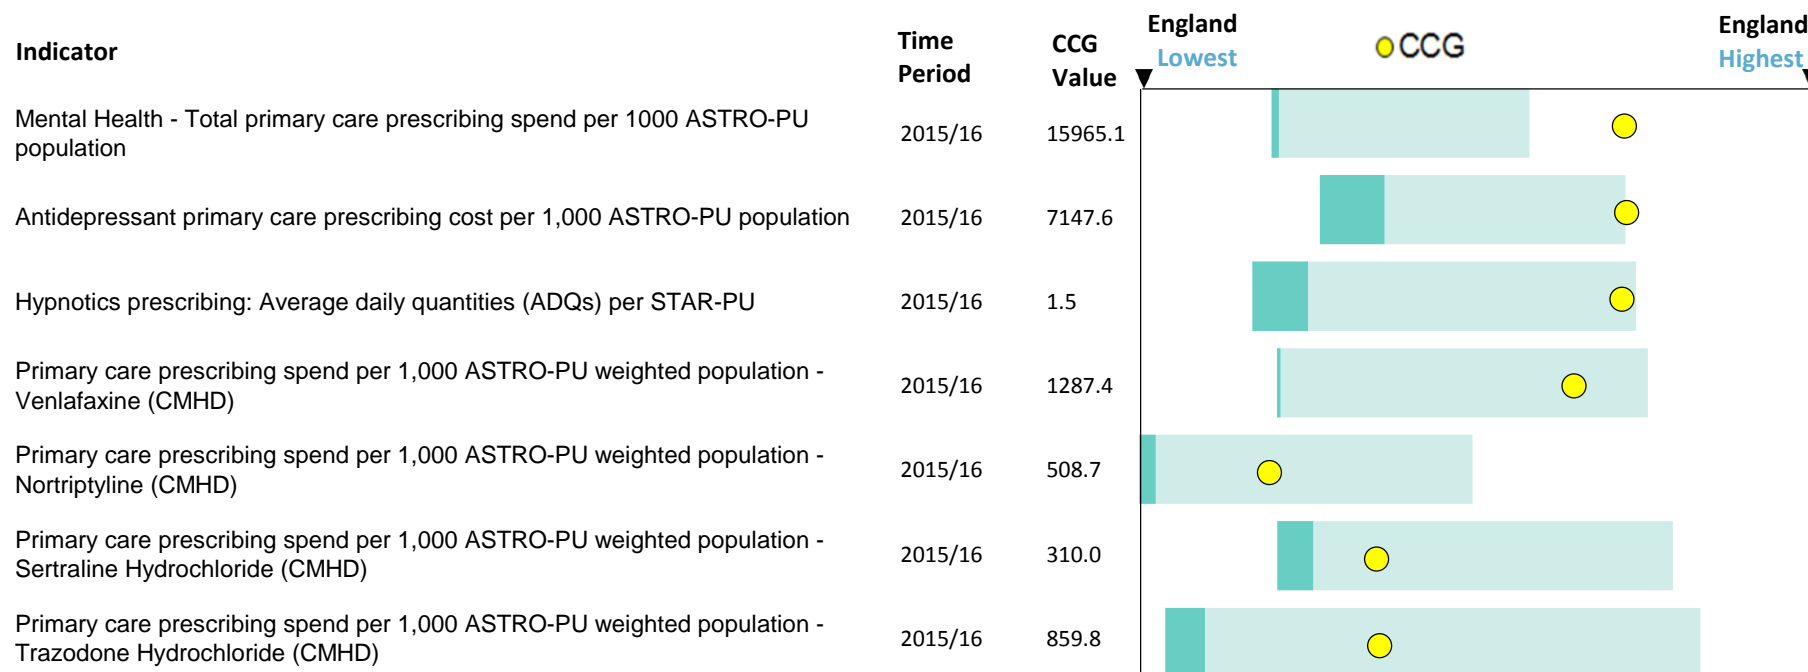 Indicator
Time
Period
CCG
Value
England
Lowest
CCG
England
Highest
Mental Health - Total primary care prescribing spend per 1000 ASTRO-PU
population
2015/16
15965.1
Antidepressant primary care prescribing cost per 1,000 ASTRO-PU population
2015/16
7147.6
Hypnotics prescribing: Average daily quantities (ADQs) per STAR-PU
2015/16
1.5
Primary care prescribing spend per 1,000 ASTRO-PU weighted population -
Venlafaxine (CMHD)
2015/16
1287.4
Primary care prescribing spend per 1,000 ASTRO-PU weighted population -
Nortriptyline (CMHD)
2015/16
508.7
Primary care prescribing spend per 1,000 ASTRO-PU weighted population -
Sertraline Hydrochloride (CMHD)
2015/16
310.0
Primary care prescribing spend per 1,000 ASTRO-PU weighted population -
Trazodone Hydrochloride (CMHD)
2015/16
859.8